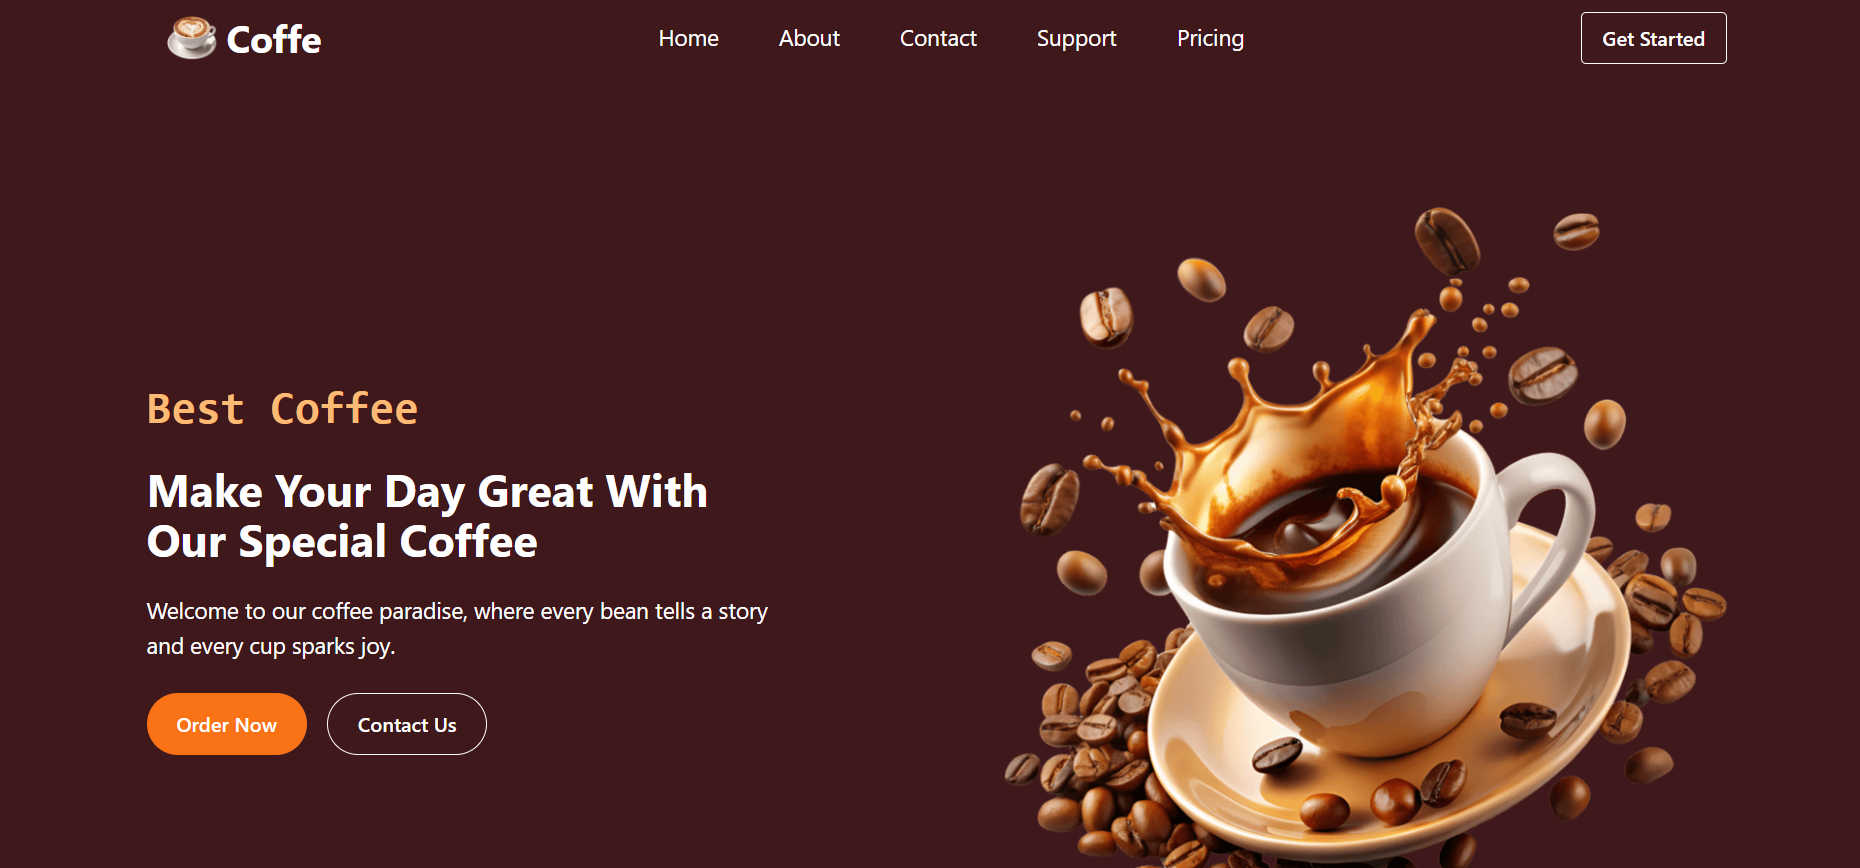 Coffe
Home
About
Contact
Support
Pricing
Get Started
Best Coffee
Make Your Day Great With
Our Special Coffee
Welcome to our coffee paradise, where every bean tells a story
and every cup sparks joy.
Order Now
Contact Us